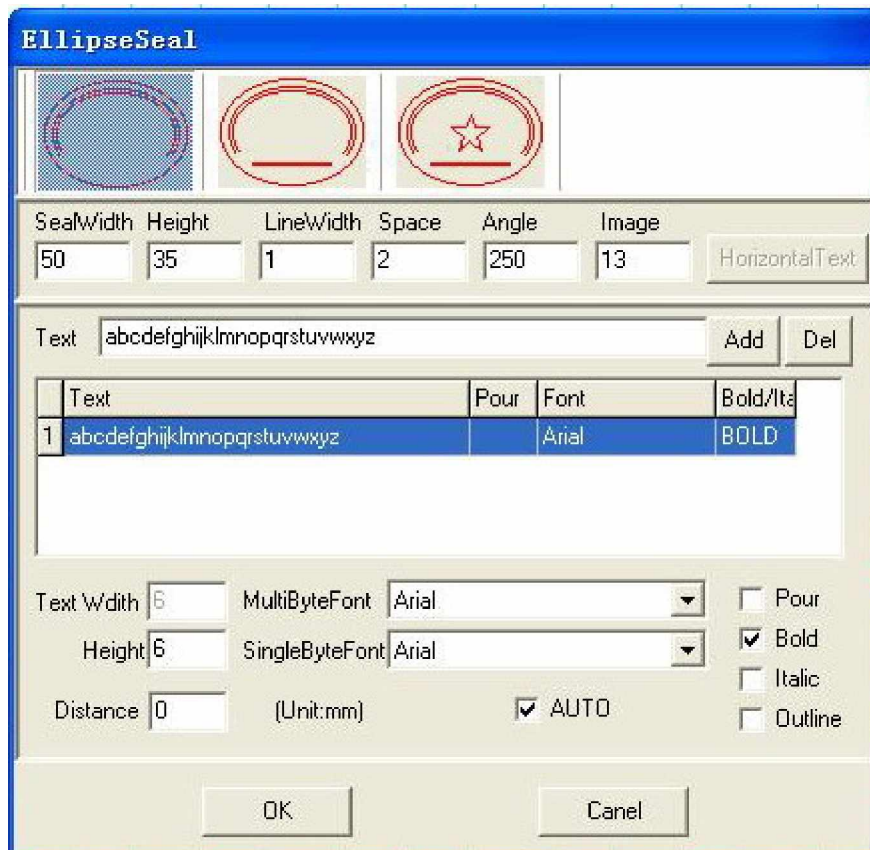 EllipseSeal
SealWidth Height LineWidth Space Angle Image
50 35 1 2 250 13 HorizontalText
Text abcdefghijklmnopqrstuvwxyz Add Del
Text Pour Font Bold/Ita
1 abcdefghijklmnopqrstuvwxyz Arial BOLD
Text Wdith 6 MultiByteFont Arial Pour
Height 6 SingleByteFont Arial Bold
Italic
Distance 0 (Unit:mm) AUTO Outline
OK Canel